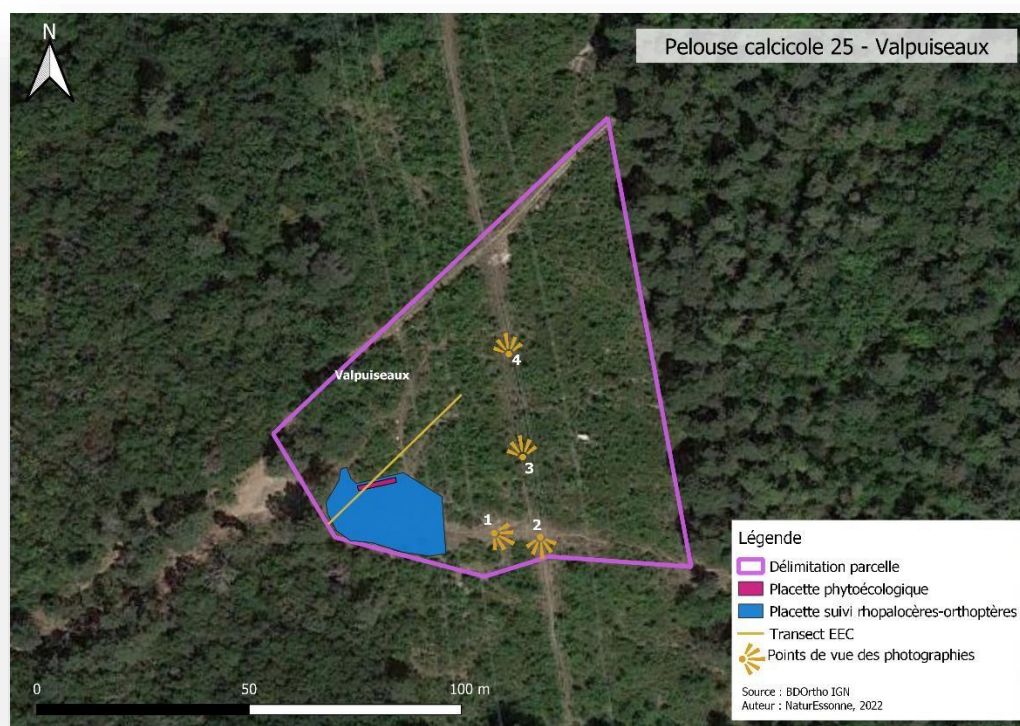 N
Pelouse calcicole 25 - Valpuiseaux
4
Valpuiseaux
3
1
2
Légende
Délimitation parcelle
Placette phytoécologique
Placette suivi rhopalocères-orthoptères
Transect EEC
Points de vue des photographies
Source : BDOrtho IGN
Auteur : NaturEssonne, 2022
0 50 100 m